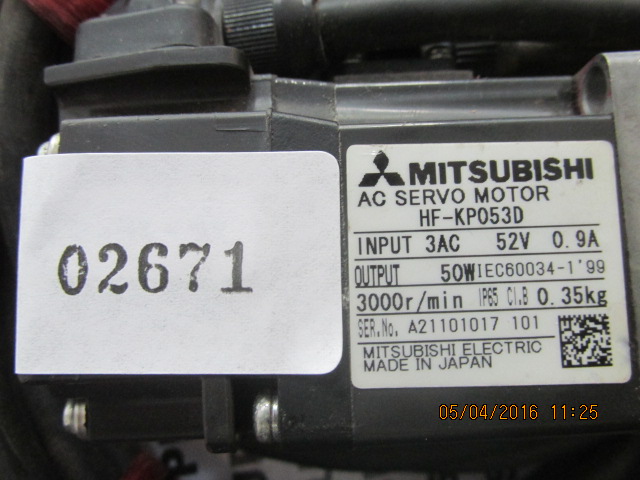 02671
MITSUBISHI
AC SERVO MOTOR
HF-KP053D
INPUT 3AC 52V 0.9A
OUTPUT 50W IEC60034-1'99
3000r/min IP65 Cl.B 0.35kg
SER.No. A21101017 101
MITSUBISHI ELECTRIC
MADE IN JAPAN
05/04/2016 11:25